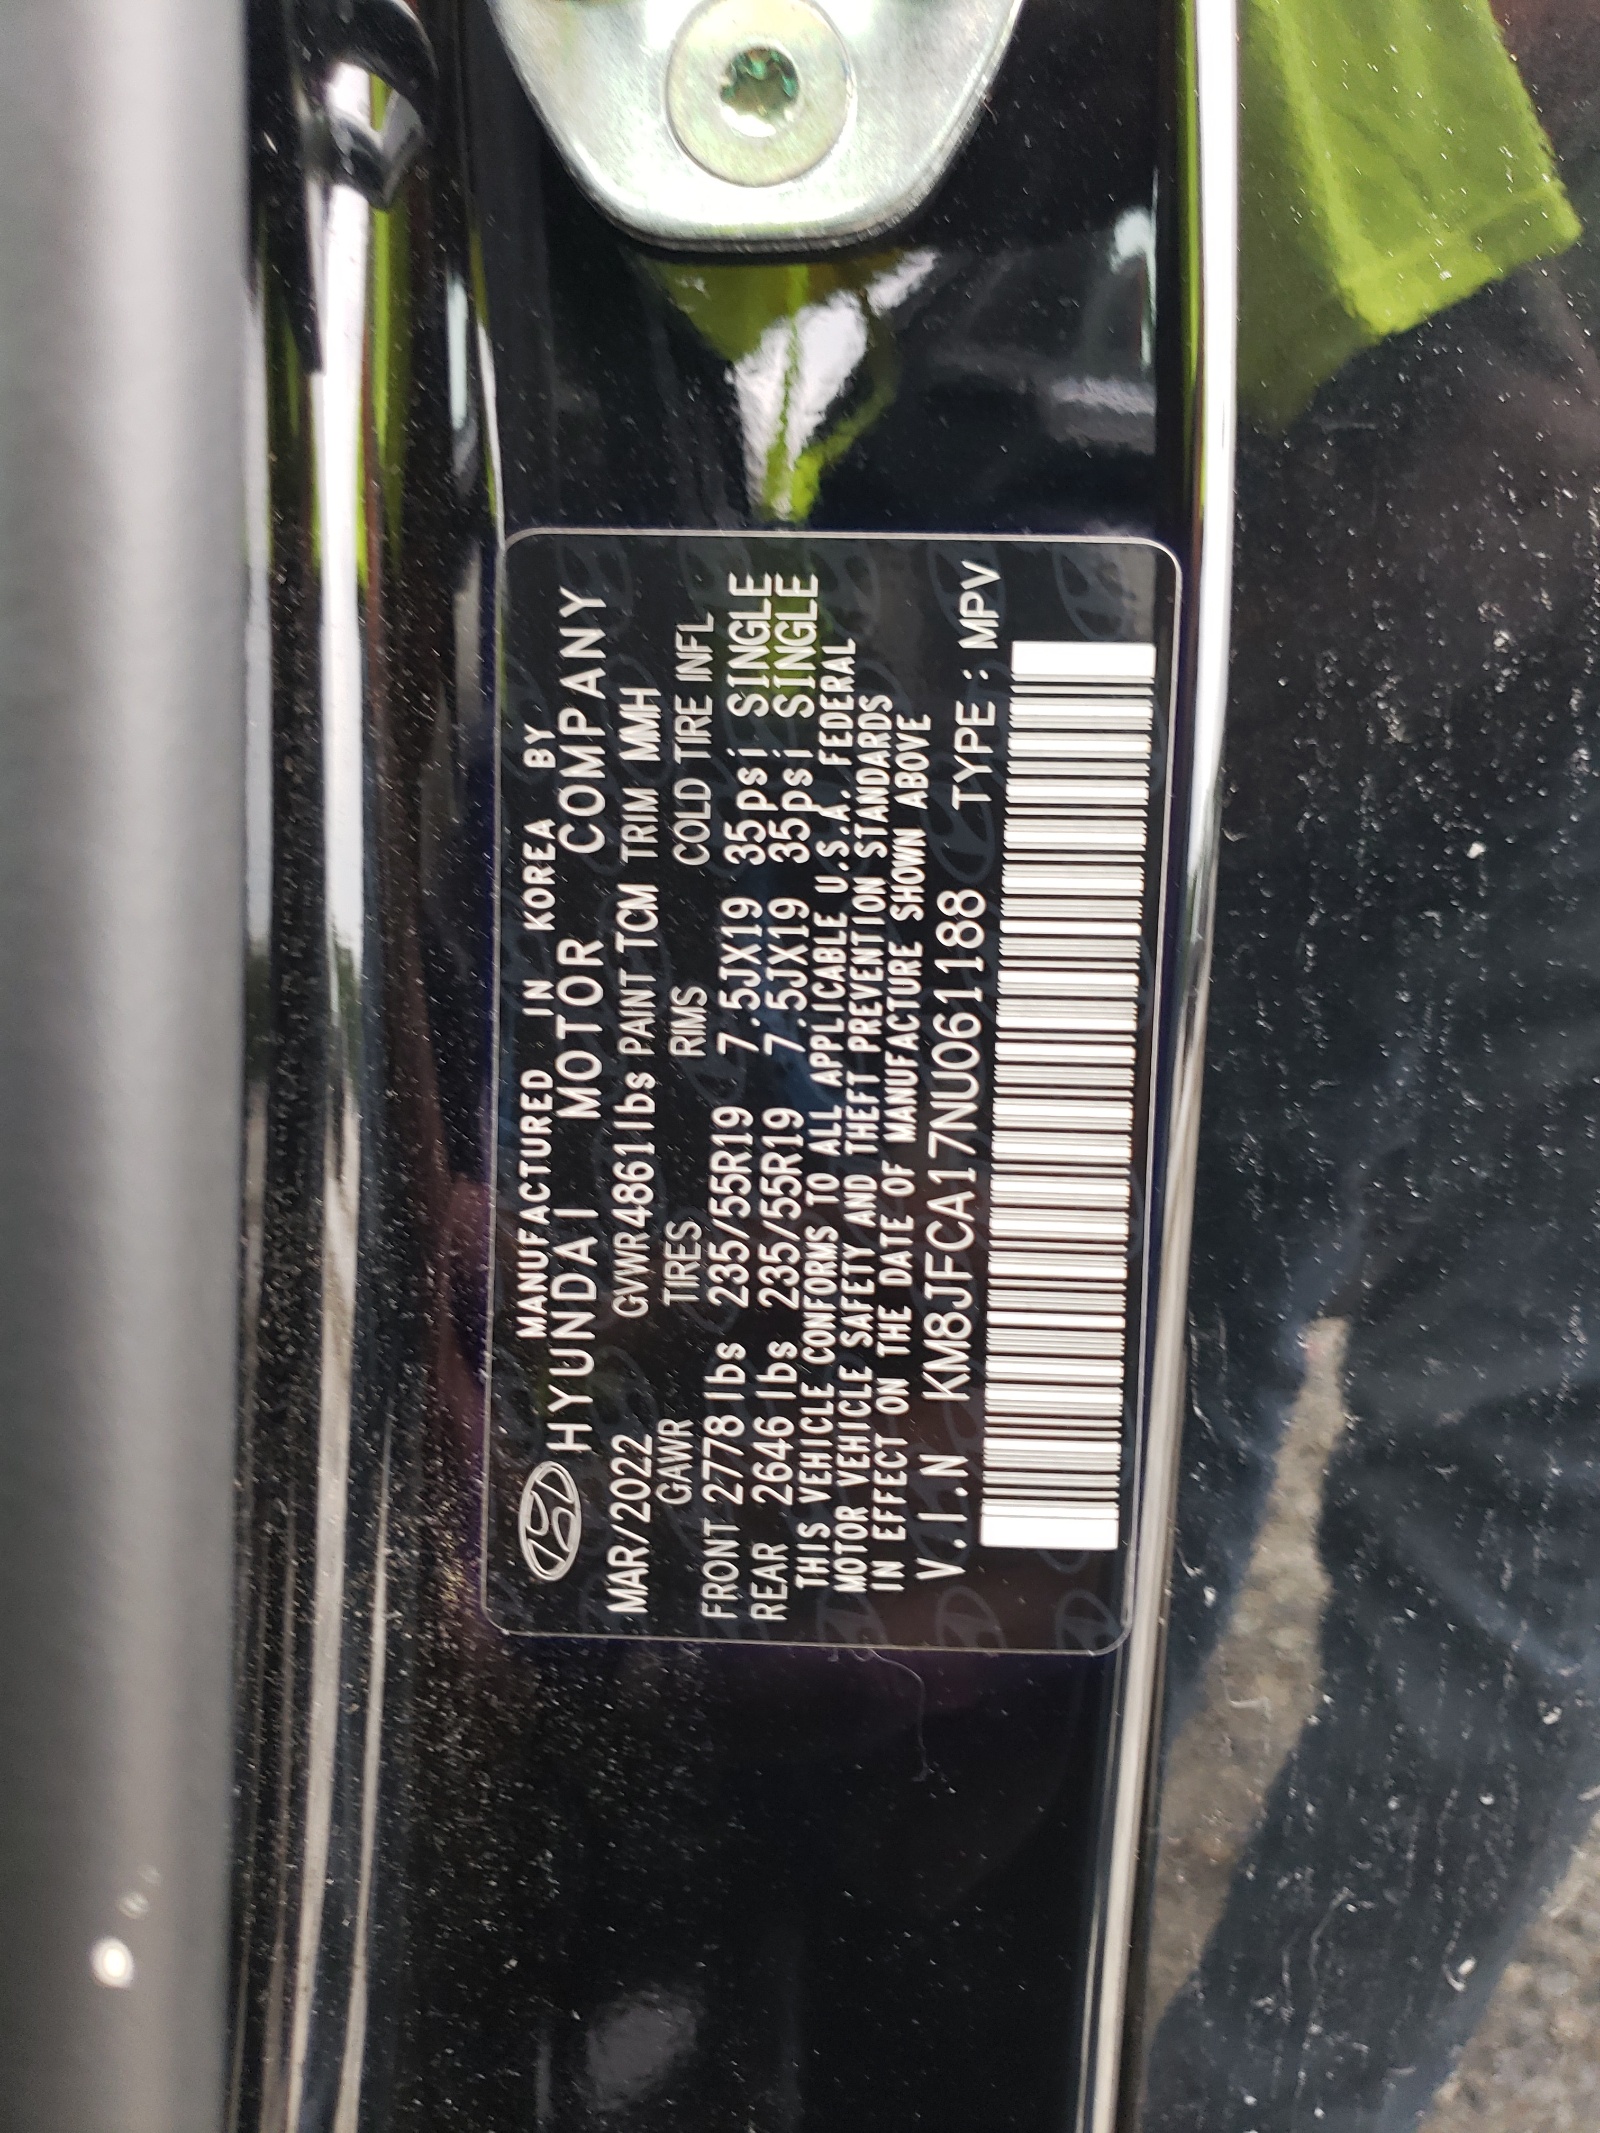 MANUFACTURED IN KOREA BY
HYUNDAI MOTOR COMPANY
MAR/2022 GVWR4861lbs PAINT TCM TRIM MMH
GAWR TIRES RIMS COLD TIRE INFL
FRONT 2778 lbs 235/55R19 7.5JX19 35psi SINGLE
REAR 2646 lbs 235/55R19 7.5JX19 35psi SINGLE
THIS VEHICLE CONFORMS TO ALL APPLICABLE U.S.A. FEDERAL
MOTOR VEHICLE SAFETY AND THEFT PREVENTION STANDARDS
IN EFFECT ON THE DATE OF MANUFACTURE SHOWN ABOVE
V.I.N KM8JFCA17NU061188 TYPE : MPV